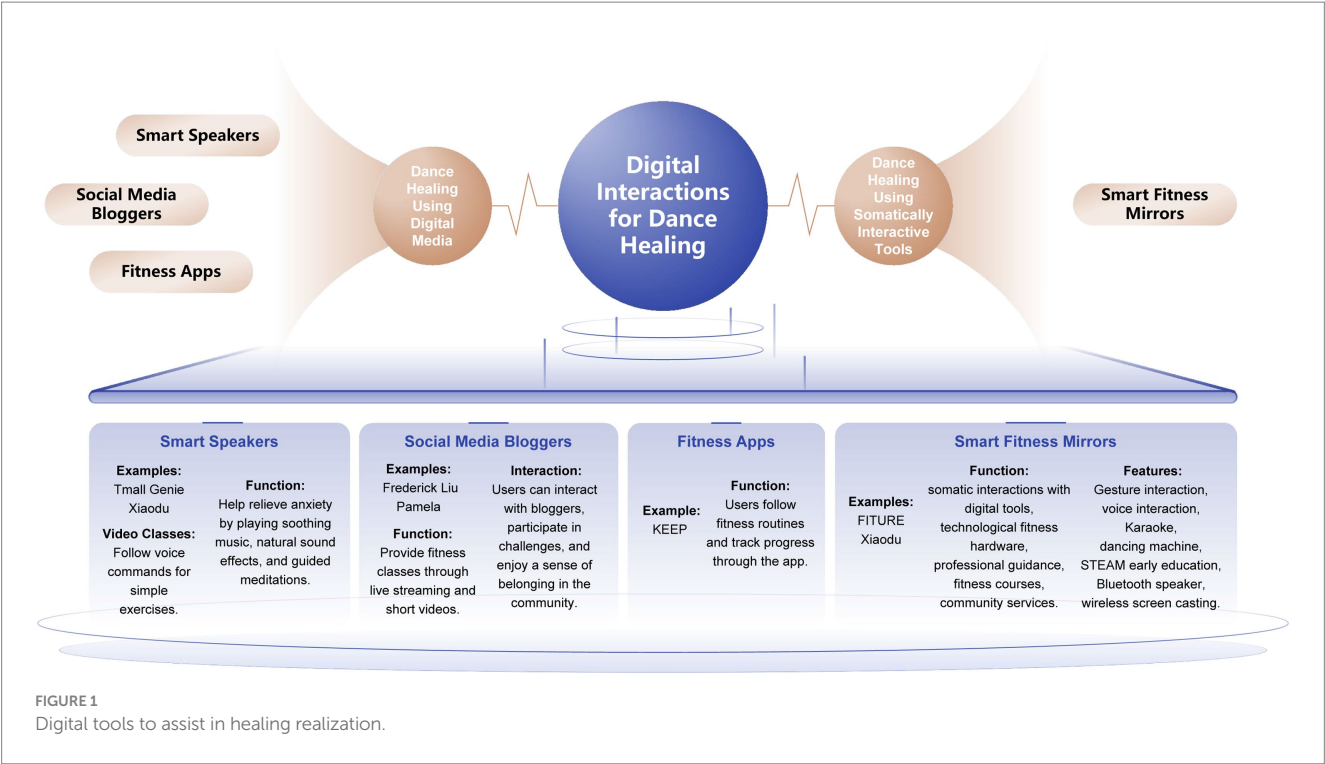 Smart Speakers
Social Media
Bloggers
Fitness Apps
Dance
Healing
Using
Digital
Media
Digital
Interactions
for Dance
Healing
Dance
Healing
Using
Somatically
Interactive
Tools
Smart Fitness
Mirrors
Smart Speakers
Examples:
Tmall Genie
Xiaodu
Video Classes:
Follow voice
commands for
simple
exercises.
Function:
Help relieve anxiety
by playing soothing
music, natural sound
effects, and guided
meditations.
Social Media Bloggers
Examples:
Frederick Liu
Pamela
Function:
Provide fitness
classes through
live streaming and
short videos.
Interaction:
Users can interact
with bloggers,
participate in
challenges, and
enjoy a sense of
belonging in the
community.
Fitness Apps
Example:
KEEP
Function:
Users follow
fitness routines
and track progress
through the app.
Smart Fitness Mirrors
Examples:
FITURE
Xiaodu
Function:
somatic interactions with
digital tools,
technological fitness
hardware,
professional guidance,
fitness courses,
community services.
Features:
Gesture interaction,
voice interaction,
Karaoke,
dancing machine,
STEAM early education,
Bluetooth speaker,
wireless screen casting.
FIGURE 1
Digital tools to assist in healing realization.